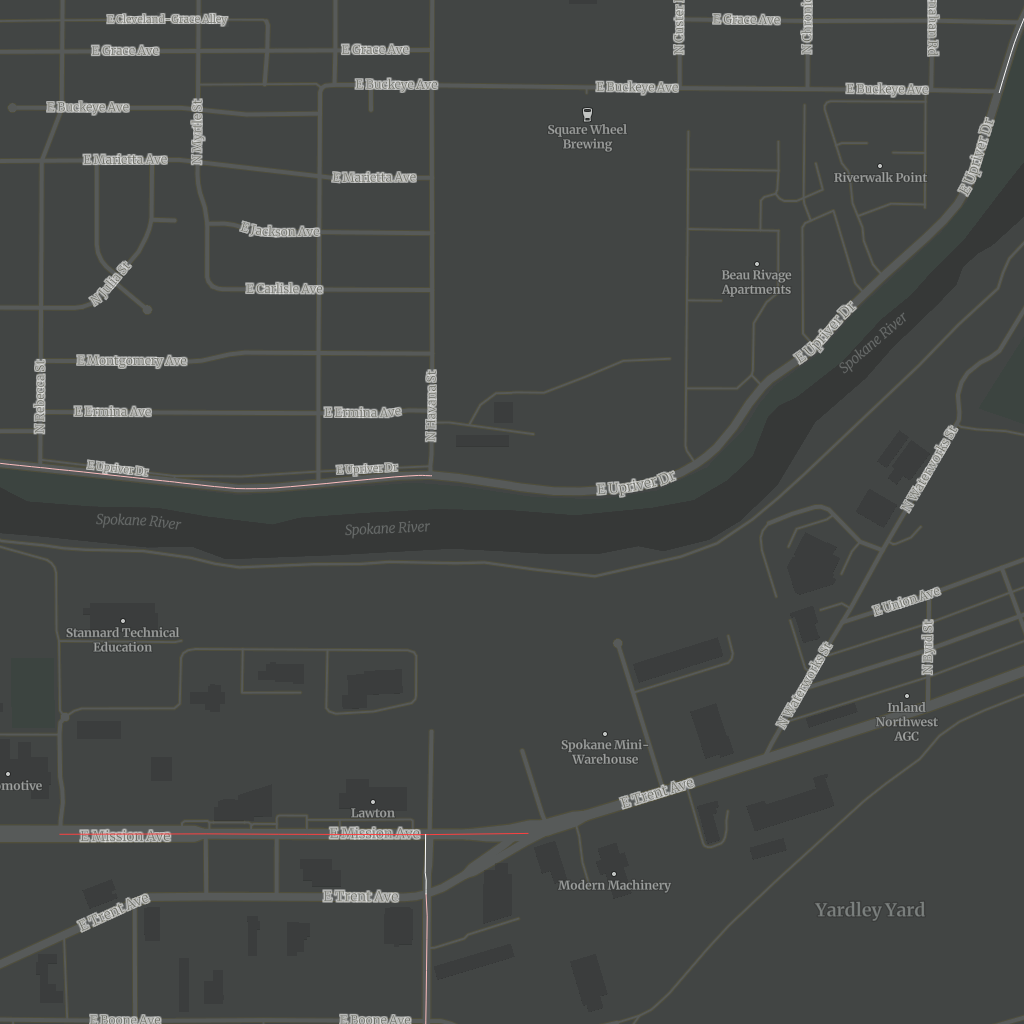 E Cleveland-Grace Alley
E Grace Ave
E Grace Ave
N Custer
E Grace Ave
N Chronic
E Buckeye Ave
E Buckeye Ave
E Buckeye Ave
E Buckeye Ave
N Myrtle St
Square Wheel
Brewing
E Marietta Ave
E Marietta Ave
Riverwalk Point
E Upriver Dr
E Jackson Ave
N Julia St
E Carlisle Ave
Beau Rivage
Apartments
E Upriver Dr
Spokane River
E Montgomery Ave
N Rebecca St
E Ermina Ave
E Ermina Ave
N Havana St
E Upriver Dr
E Upriver Dr
E Upriver Dr
N Waterworks St
Spokane River
Spokane River
E Union Ave
Stannard Technical
Education
N Byrd St
N Waterworks St
Inland
Northwest
AGC
Spokane Mini-
Warehouse
omotive
E Trent Ave
Lawton
E Mission Ave
E Mission Ave
Modern Machinery
E Trent Ave
E Trent Ave
Yardley Yard
E Boone Ave
E Boone Ave